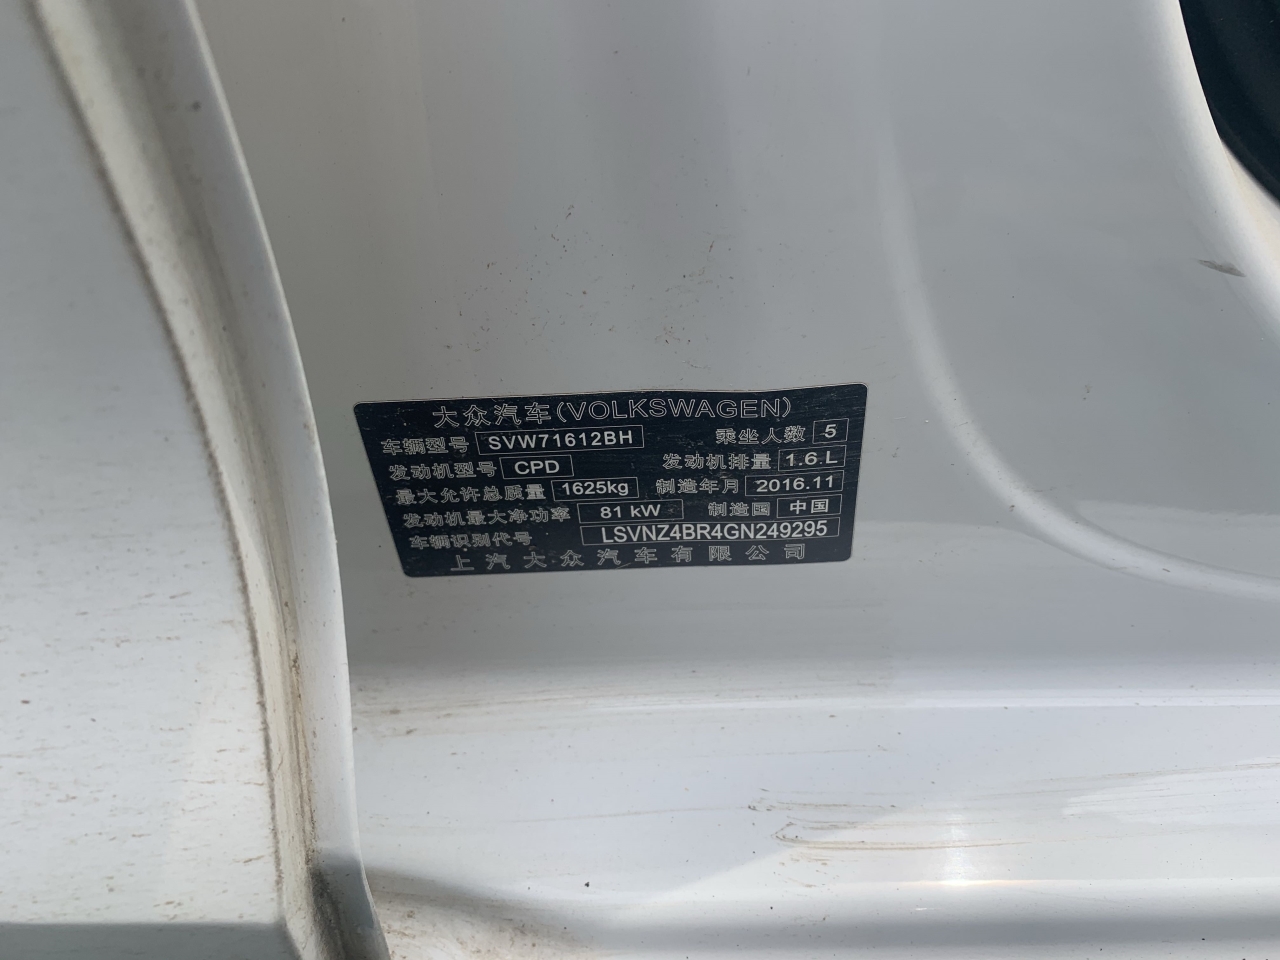 大众汽车(VOLKSWAGEN)
车辆型号 SVW71612BH 乘坐人数 5
发动机型号 CPD 发动机排量 1.6 L
最大允许总质量 1625kg 制造年月 2016.11
发动机最大净功率 81 kW 制造国 中国
车辆识别代号 LSVNZ4BR4GN249295
上汽大众汽车有限公司